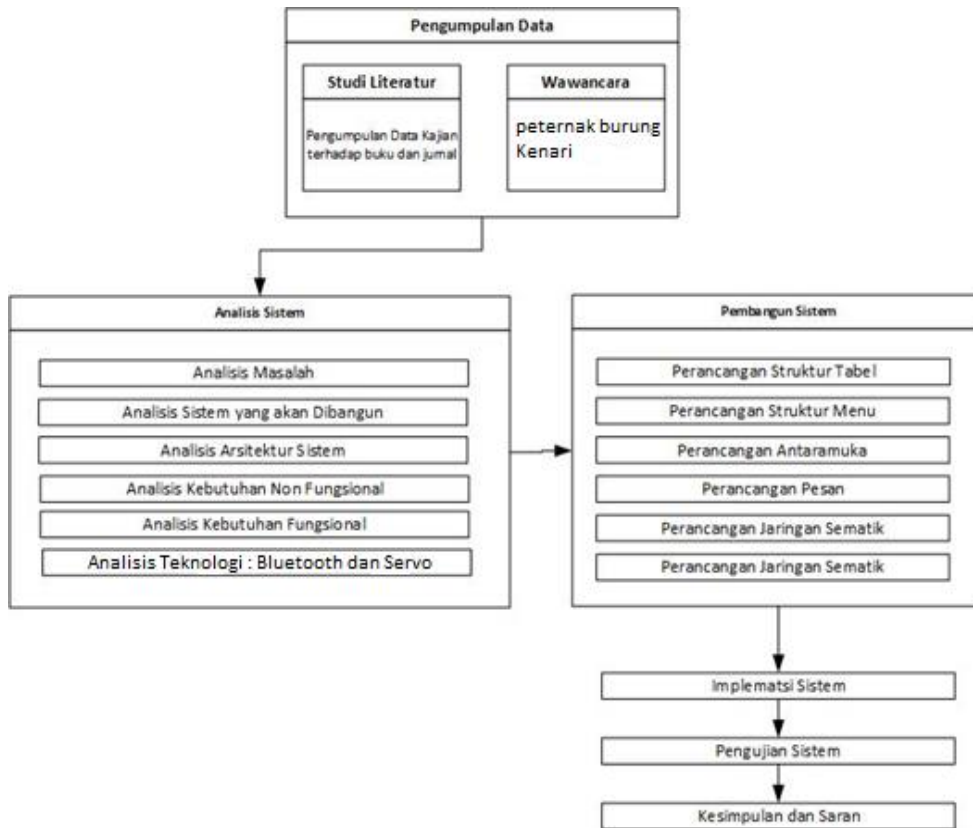 Pengumpulan Data
Studi Literatur
Pengumpulan Data Kajian
terhadap buku dan jurnal
Wawancara
peternak burung
Kenari
Analisis Sistem
Analisis Masalah
Analisis Sistem yang akan Dibangun
Analisis Arsitektur Sistem
Analisis Kebutuhan Non Fungsional
Analisis Kebutuhan Fungsional
Analisis Teknologi : Bluetooth dan Servo
Pembangun Sistem
Perancangan Struktur Tabel
Perancangan Struktur Menu
Perancangan Antaramuka
Perancangan Pesan
Perancangan Jaringan Sematik
Perancangan Jaringan Sematik
Implematsi Sistem
Pengujian Sistem
Kesimpulan dan Saran